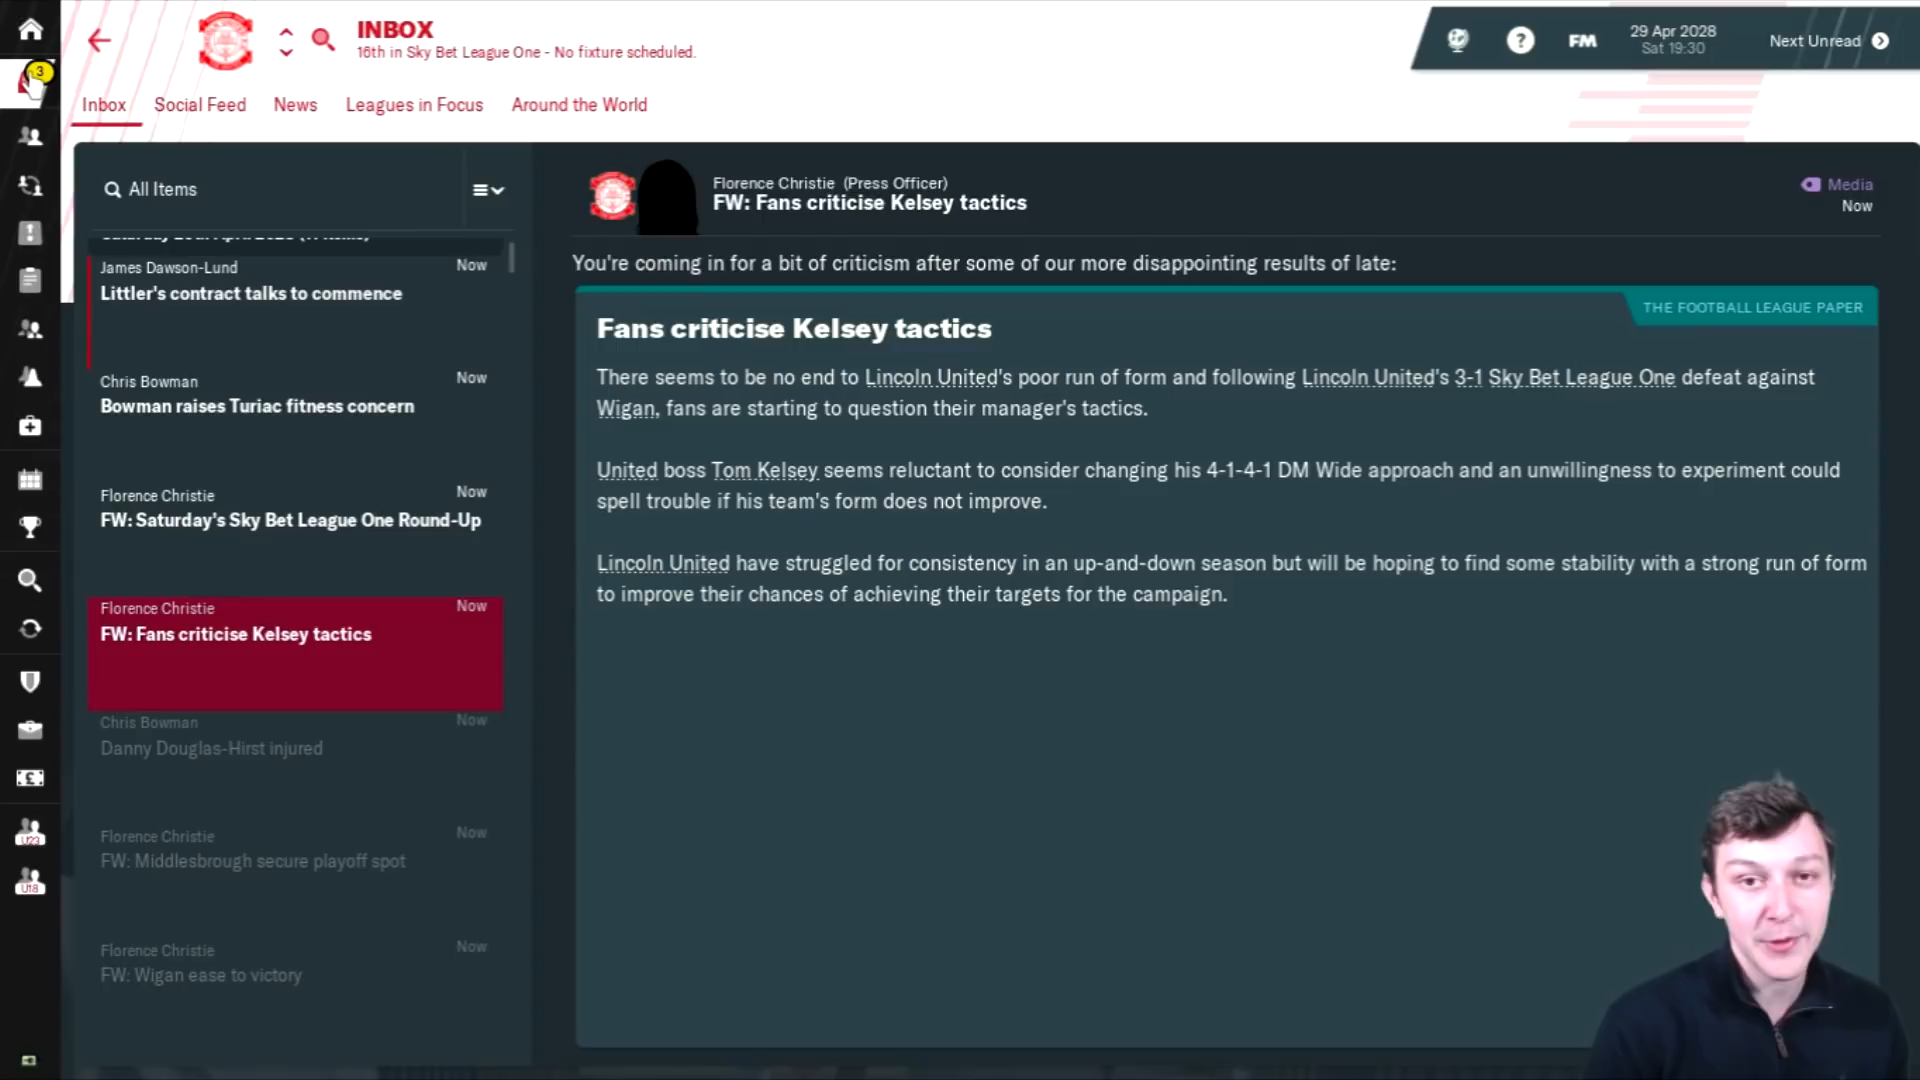 3
INBOX
16th in Sky Bet League One - No fixture scheduled.
FM
29 Apr 2028
Sat 19:30
Next Unread
Inbox
Social Feed
News
Leagues in Focus
Around the World
All Items
James Dawson-Lund
Now
Littler's contract talks to commence
Chris Bowman
Now
Bowman raises Turiac fitness concern
Florence Christie
Now
FW: Saturday's Sky Bet League One Round-Up
Florence Christie
Now
FW: Fans criticise Kelsey tactics
Chris Bowman
Now
Danny Douglas-Hirst injured
Florence Christie
Now
FW: Middlesbrough secure playoff spot
Florence Christie
Now
FW: Wigan ease to victory
U23
U18
Florence Christie (Press Officer)
FW: Fans criticise Kelsey tactics
Media
Now
You're coming in for a bit of criticism after some of our more disappointing results of late:
THE FOOTBALL LEAGUE PAPER
Fans criticise Kelsey tactics
There seems to be no end to Lincoln United's poor run of form and following Lincoln United's 3-1 Sky Bet League One defeat against
Wigan, fans are starting to question their manager's tactics.
United boss Tom Kelsey seems reluctant to consider changing his 4-1-4-1 DM Wide approach and an unwillingness to experiment could
spell trouble if his team's form does not improve.
Lincoln United have struggled for consistency in an up-and-down season but will be hoping to find some stability with a strong run of form
to improve their chances of achieving their targets for the campaign.